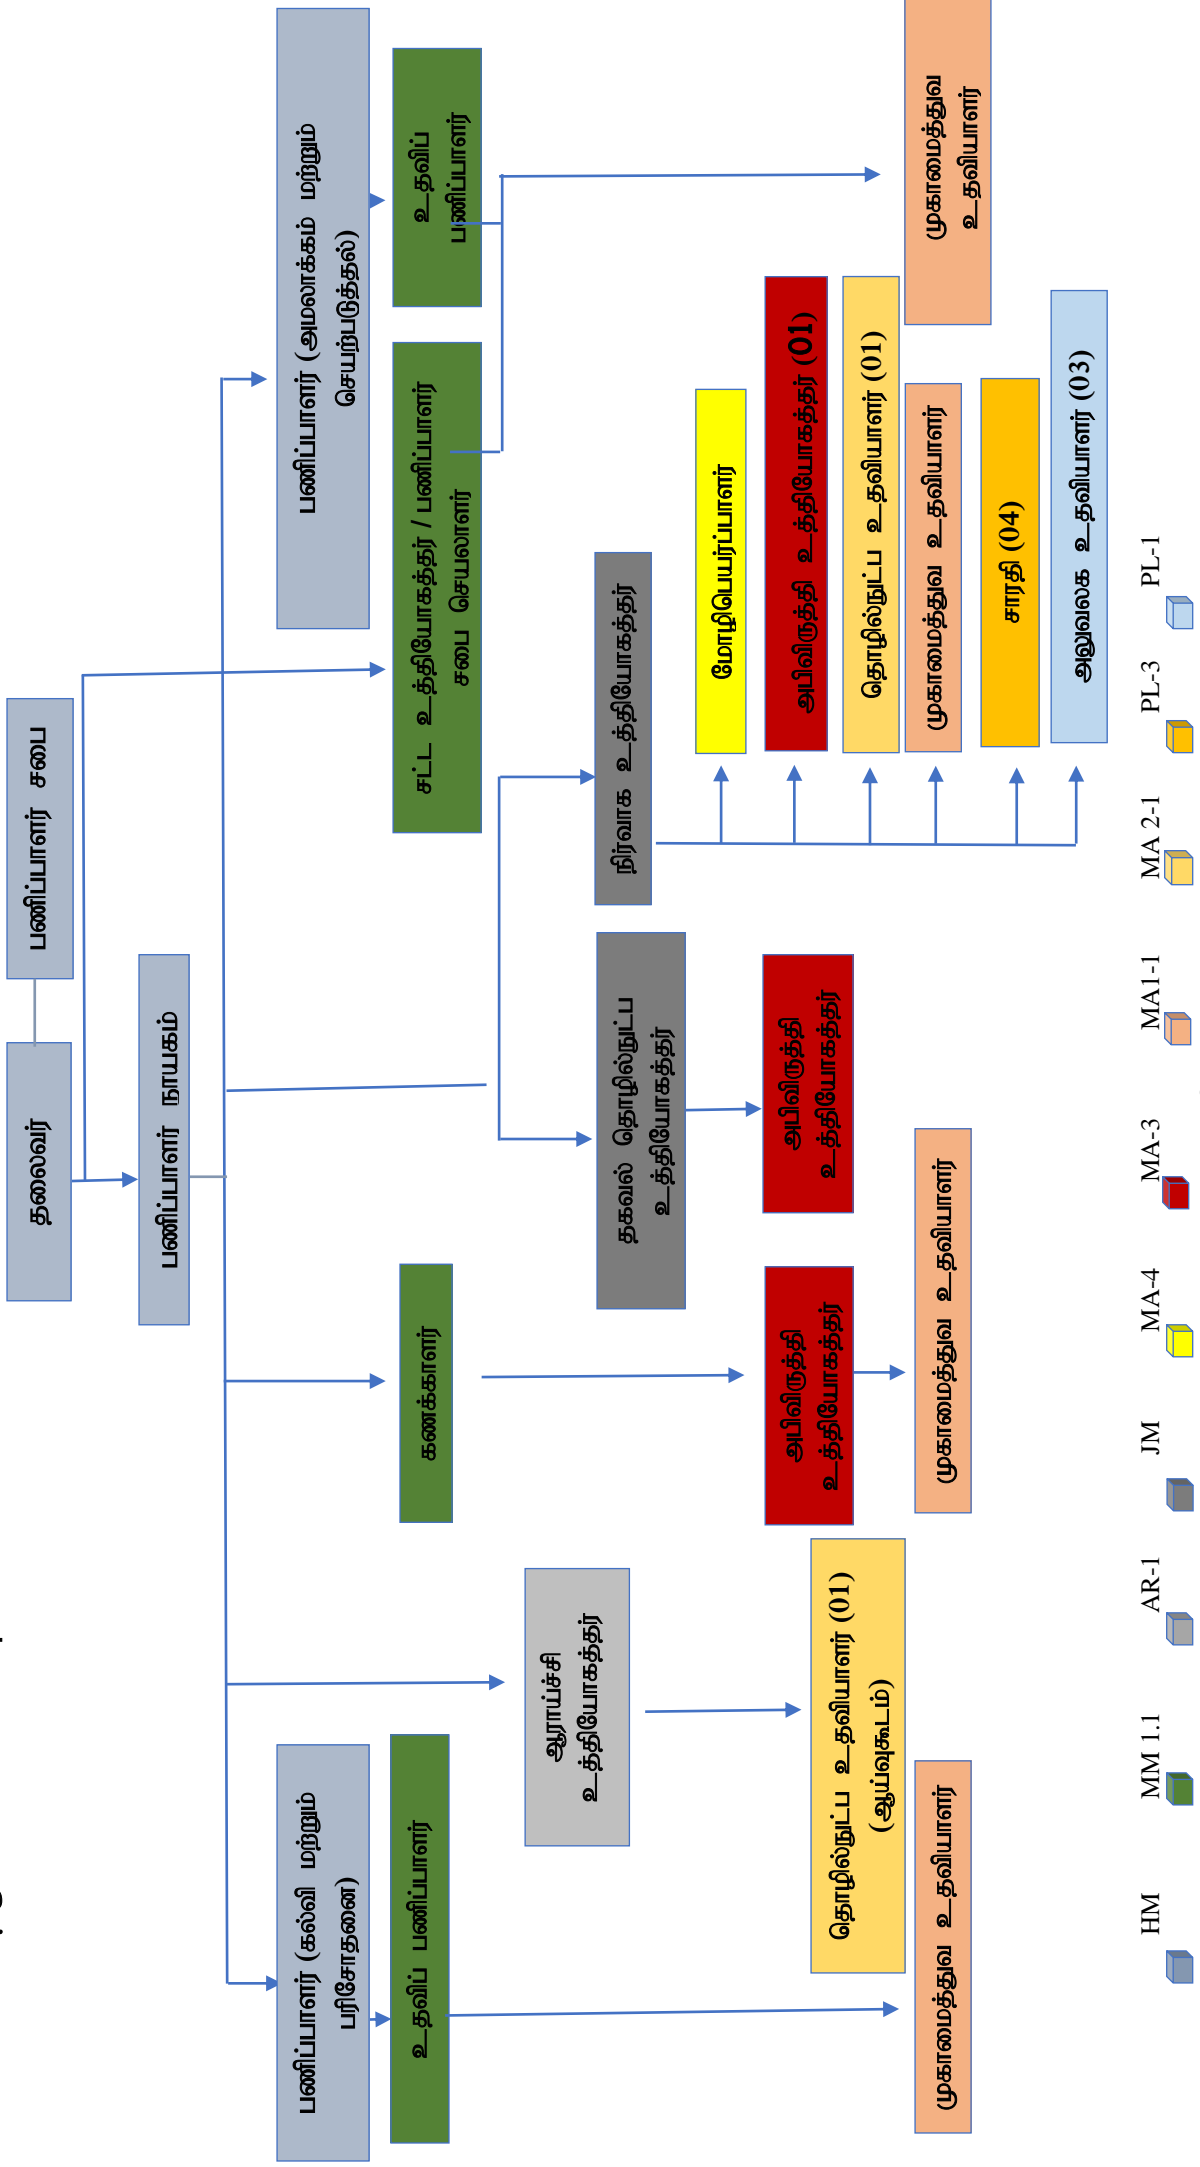 தலைவர்
பணிப்பாளர் சபை
பணிப்பாளர் நாயகம்
பணிப்பாளர் (கல்வி மற்றும்
பரிசோதனை)
பணிப்பாளர் (அமலாக்கம் மற்றும்
செயற்படுத்தல்)
உதவிப் பணிப்பாளர்
கணக்காளர்
சட்ட உத்தியோகத்தர் / பணிப்பாளர்
சபை செயலாளர்
உதவிப்
பணிப்பாளர்
ஆராய்ச்சி
உத்தியோகத்தர்
தகவல் தொழில்நுட்ப
உத்தியோகத்தர்
நிர்வாக உத்தியோகத்தர்
மோழிபெயர்ப்பாளர்
அபிவிருத்தி
உத்தியோகத்தர்
அபிவிருத்தி
உத்தியோகத்தர்
அபிவிருத்தி உத்தியோகத்தர் (01)
தொழில்நுட்ப உதவியாளர் (01)
(ஆய்வுகூடம்)
தொழில்நுட்ப உதவியாளர் (01)
முகாமைத்துவ உதவியாளர்
முகாமைத்துவ உதவியாளர்
முகாமைத்துவ உதவியாளர்
முகாமைத்துவ
உதவியாளர்
சாரதி (04)
அலுவலக உதவியாளர் (03)
HM
MM 1.1
AR-1
JM
MA-4
MA-3
MA1-1
MA 2-1
PL-3
PL-1